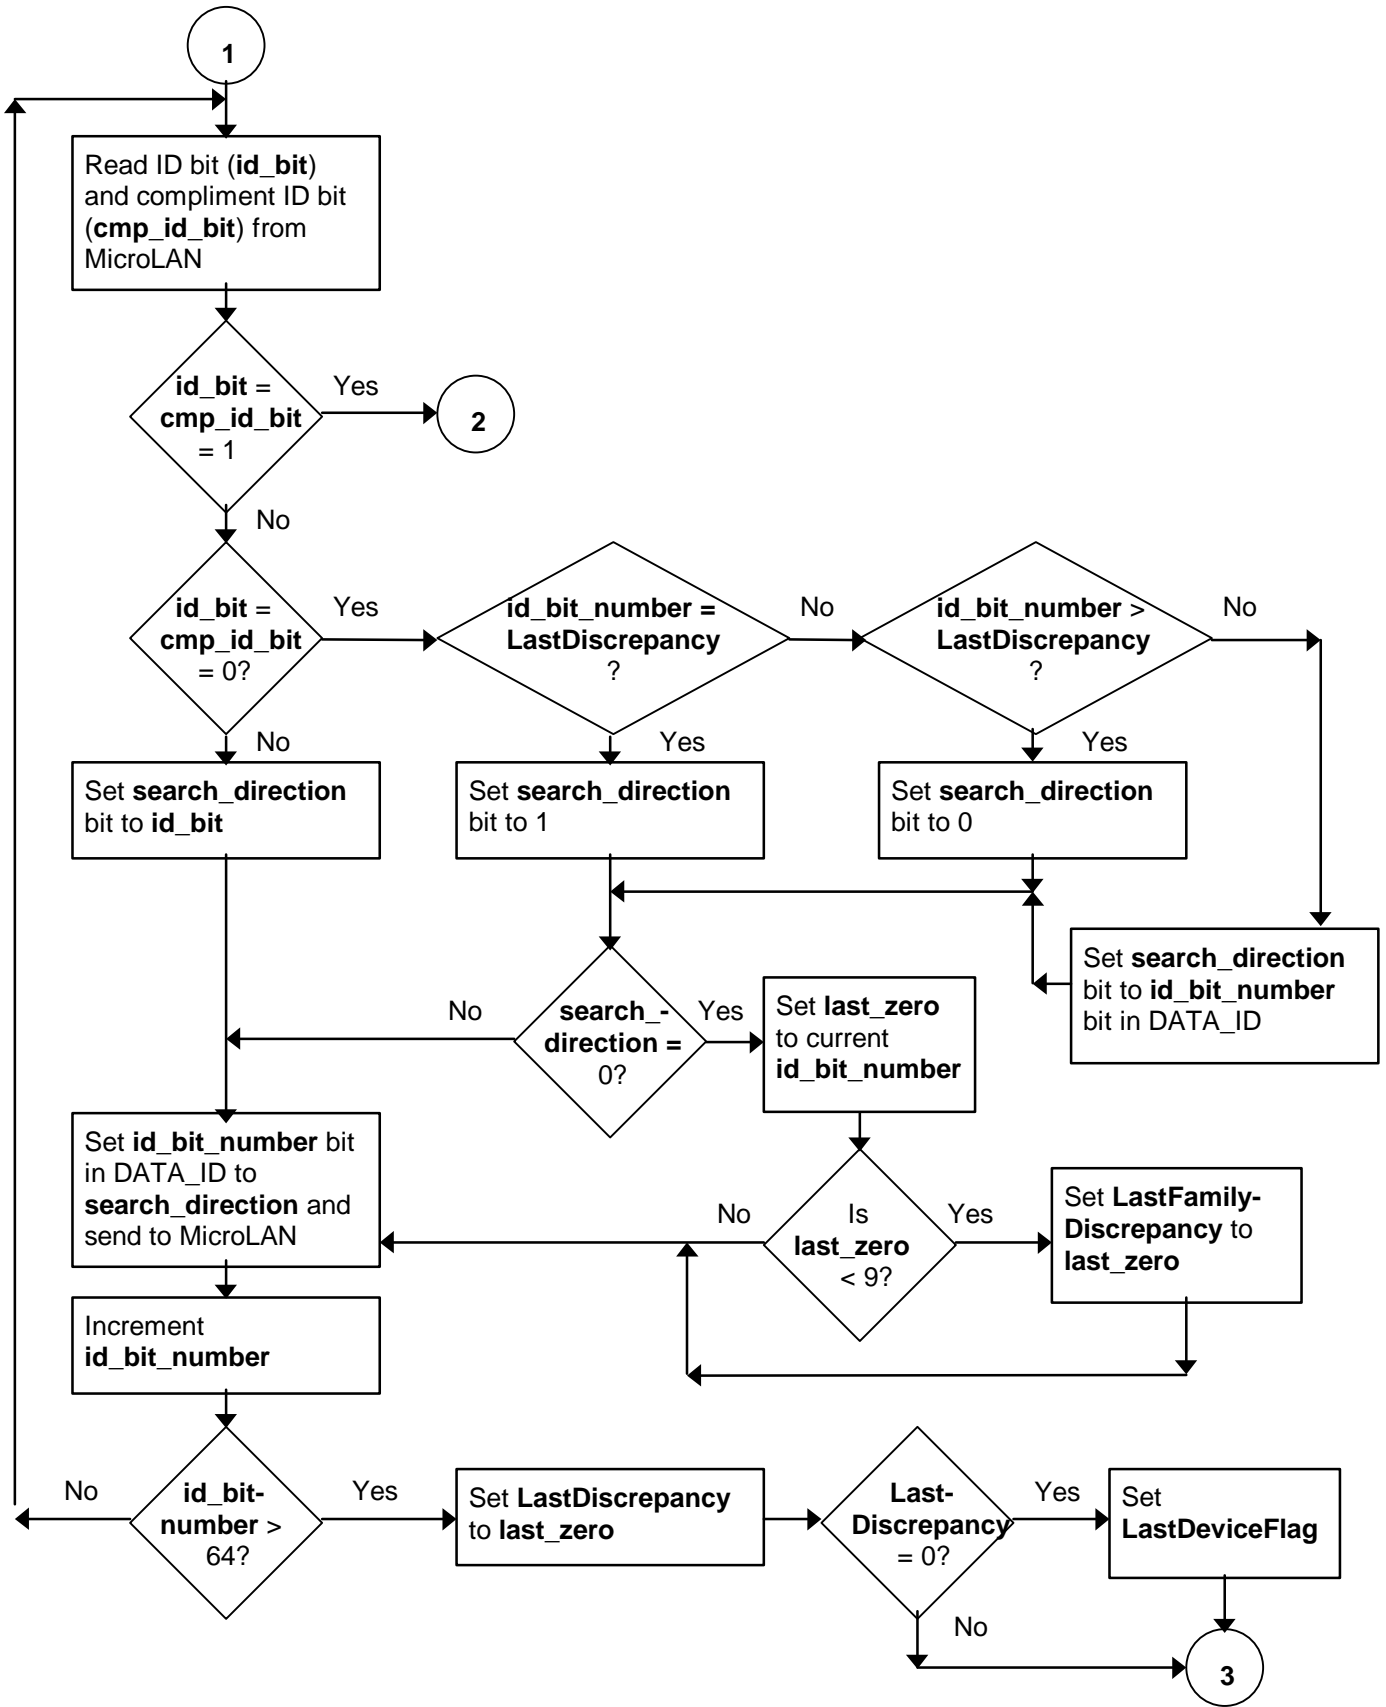 1
Read ID bit (id_bit)
and compliment ID bit
(cmp_id_bit) from
MicroLAN
id_bit =
cmp_id_bit
= 1
Yes
2
No
id_bit =
cmp_id_bit
= 0?
Yes
id_bit_number =
LastDiscrepancy
?
No
id_bit_number >
LastDiscrepancy
?
No
No
Yes
Yes
Set search_direction
bit to id_bit
Set search_direction
bit to 1
Set search_direction
bit to 0
Set search_direction
bit to id_bit_number
bit in DATA_ID
No
search_-
direction =
0?
Yes
Set last_zero
to current
id_bit_number
Set id_bit_number bit
in DATA_ID to
search_direction and
send to MicroLAN
No
Is
last_zero
< 9?
Yes
Set LastFamily-
Discrepancy to
last_zero
Increment
id_bit_number
No
id_bit-
number >
64?
Yes
Set LastDiscrepancy
to last_zero
Last-
Discrepancy
= 0?
Yes
Set
LastDeviceFlag
No
3